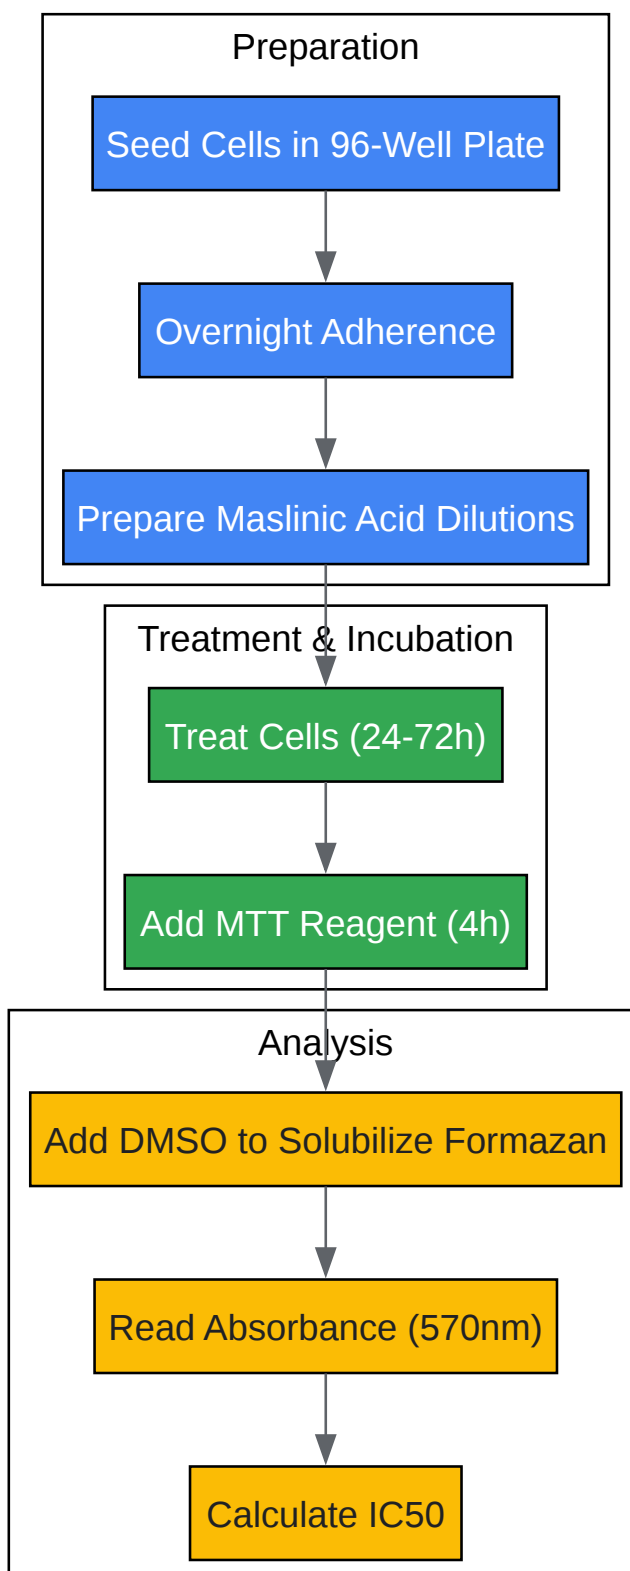 Preparation
Seed Cells in 96-Well Plate
Overnight Adherence
Prepare Maslinic Acid Dilutions
Treatment & Incubation
Treat Cells (24-72h)
Add MTT Reagent (4h)
Analysis
Add DMSO to Solubilize Formazan
Read Absorbance (570nm)
Calculate IC50